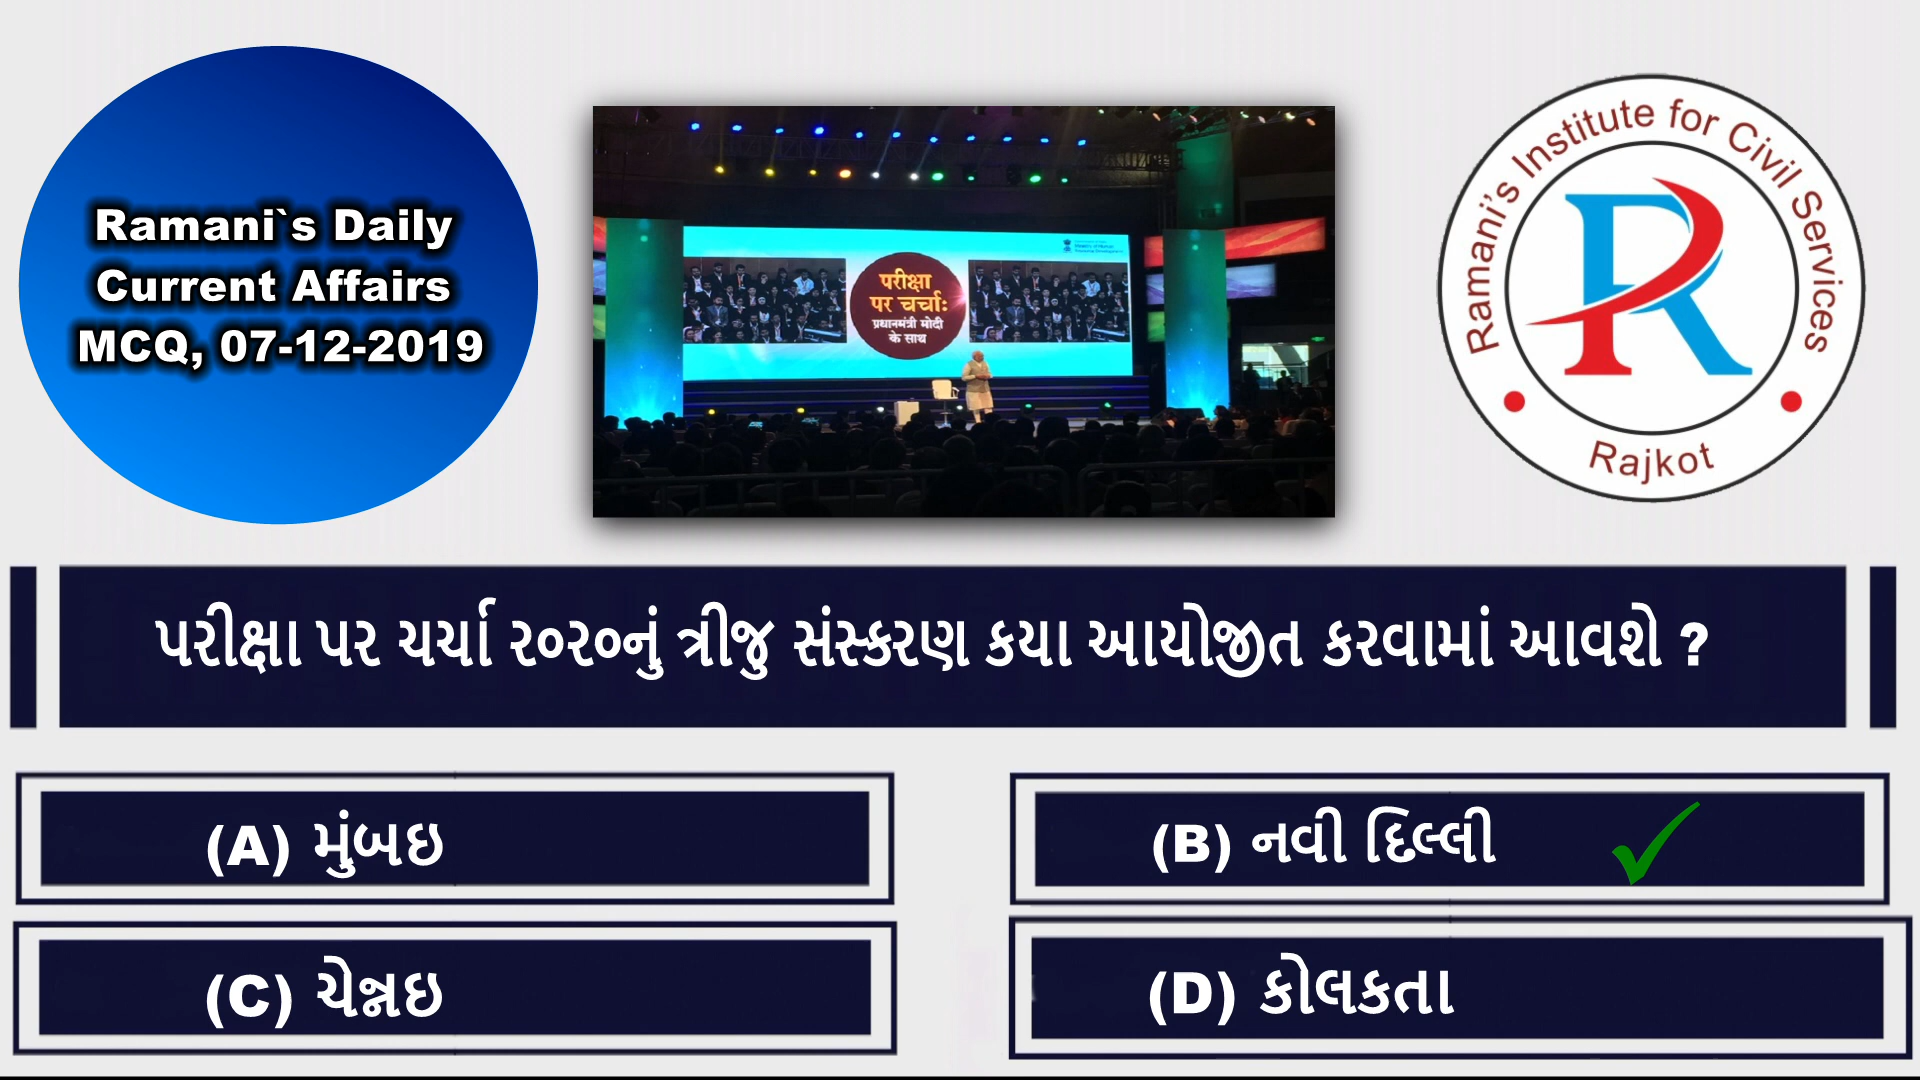 Ramani`s Daily
Current Affairs
MCQ, 07-12-2019
परीक्षा
पर चर्चाः
प्रधानमंत्री मोदी
के साथ
Ramani's Institute for Civil Services
Rajkot
પરીક્ષા પર ચર્ચા ૨૦૨૦નું ત્રીજુ સંસ્કરણ કયા આયોજીત કરવામાં આવશે ?
(A) મુંબઇ
(B) નવી દિલ્લી
(C) ચેન્નઇ
(D) કોલકતા